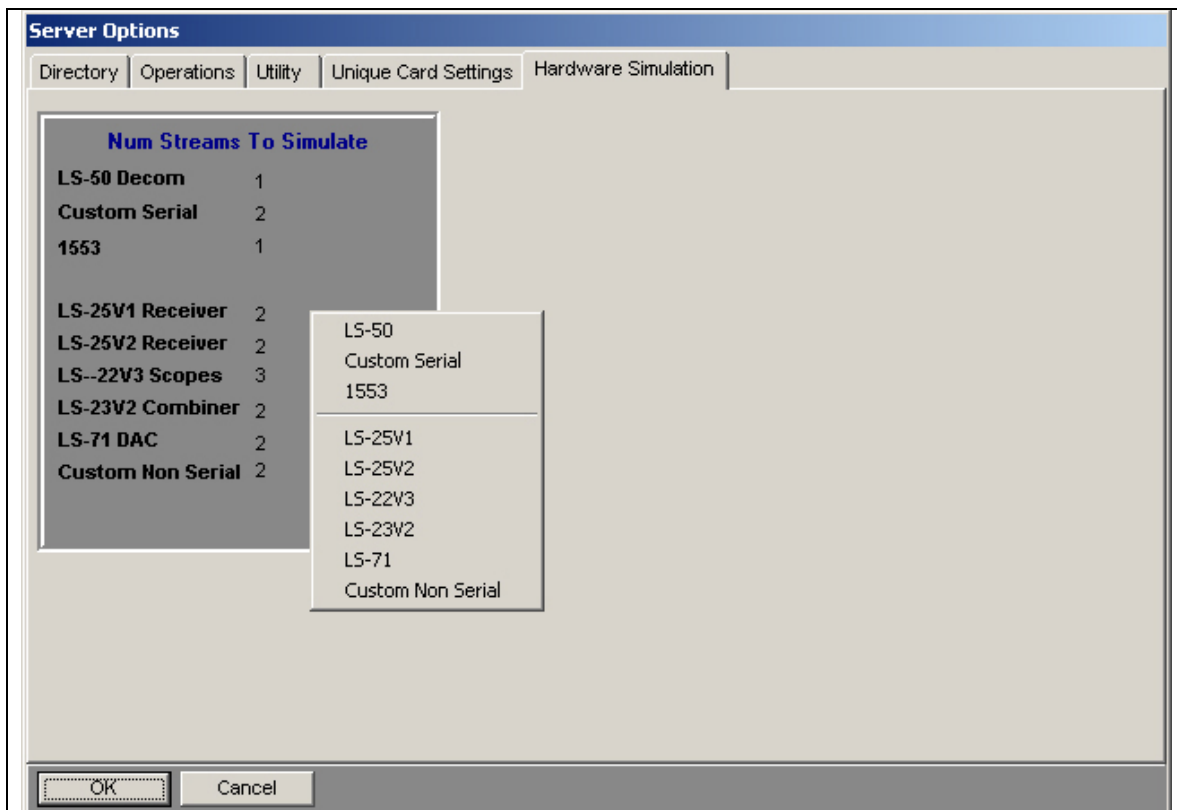 Server Options
Directory Operations Utility Unique Card Settings Hardware Simulation
Num Streams To Simulate
LS-50 Decom 1
Custom Serial 2
1553 1
LS-25V1 Receiver 2
LS-25V2 Receiver 2
LS--22V3 Scopes 3
LS-23V2 Combiner 2
LS-71 DAC 2
Custom Non Serial 2
LS-50
Custom Serial
1553
LS-25V1
LS-25V2
LS-22V3
LS-23V2
LS-71
Custom Non Serial
OK Cancel